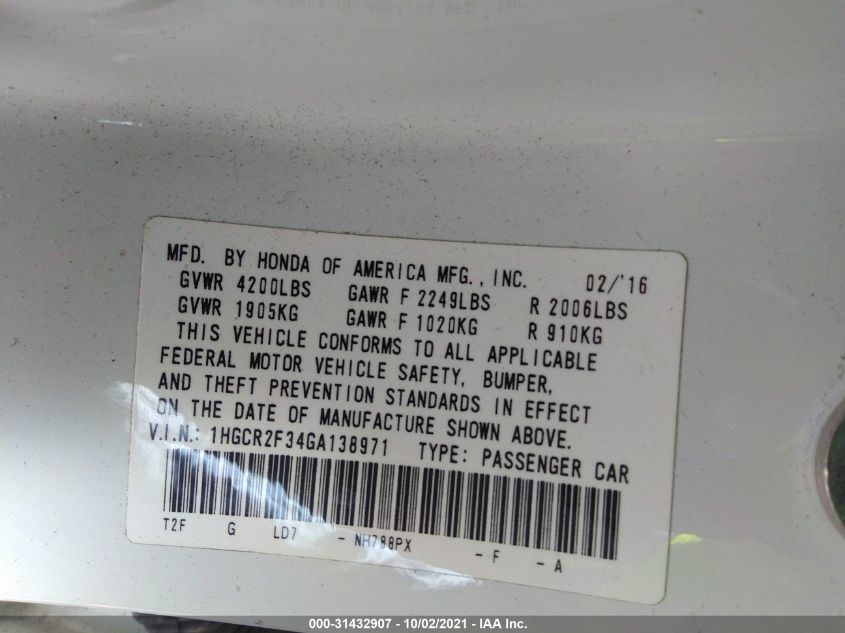 MFD. BY HONDA OF AMERICA MFG., INC. 02/'16
GVWR 4200LBS GAWR F 2249LBS R 2006LBS
GVWR 1905KG GAWR F 1020KG R 910KG
THIS VEHICLE CONFORMS TO ALL APPLICABLE
FEDERAL MOTOR VEHICLE SAFETY, BUMPER,
AND THEFT PREVENTION STANDARDS IN EFFECT
ON THE DATE OF MANUFACTURE SHOWN ABOVE.
V.I.N.: 1HGCR2F34GA138971 TYPE: PASSENGER CAR
T2F G LD7 - NH788PX - F - A
000-31432907 - 10/02/2021 - IAA Inc.